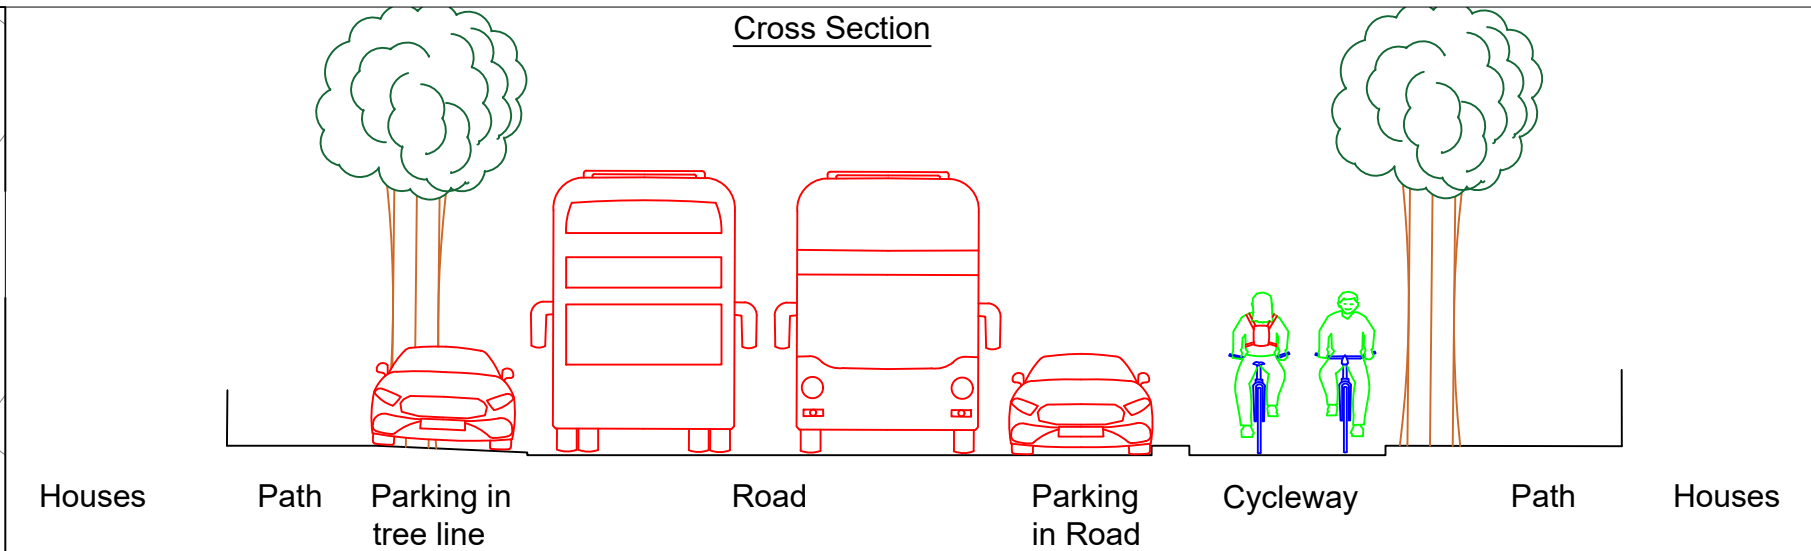 Cross Section
Houses
Path
Parking in
tree line
Road
Parking
in Road
Cycleway
Path
Houses